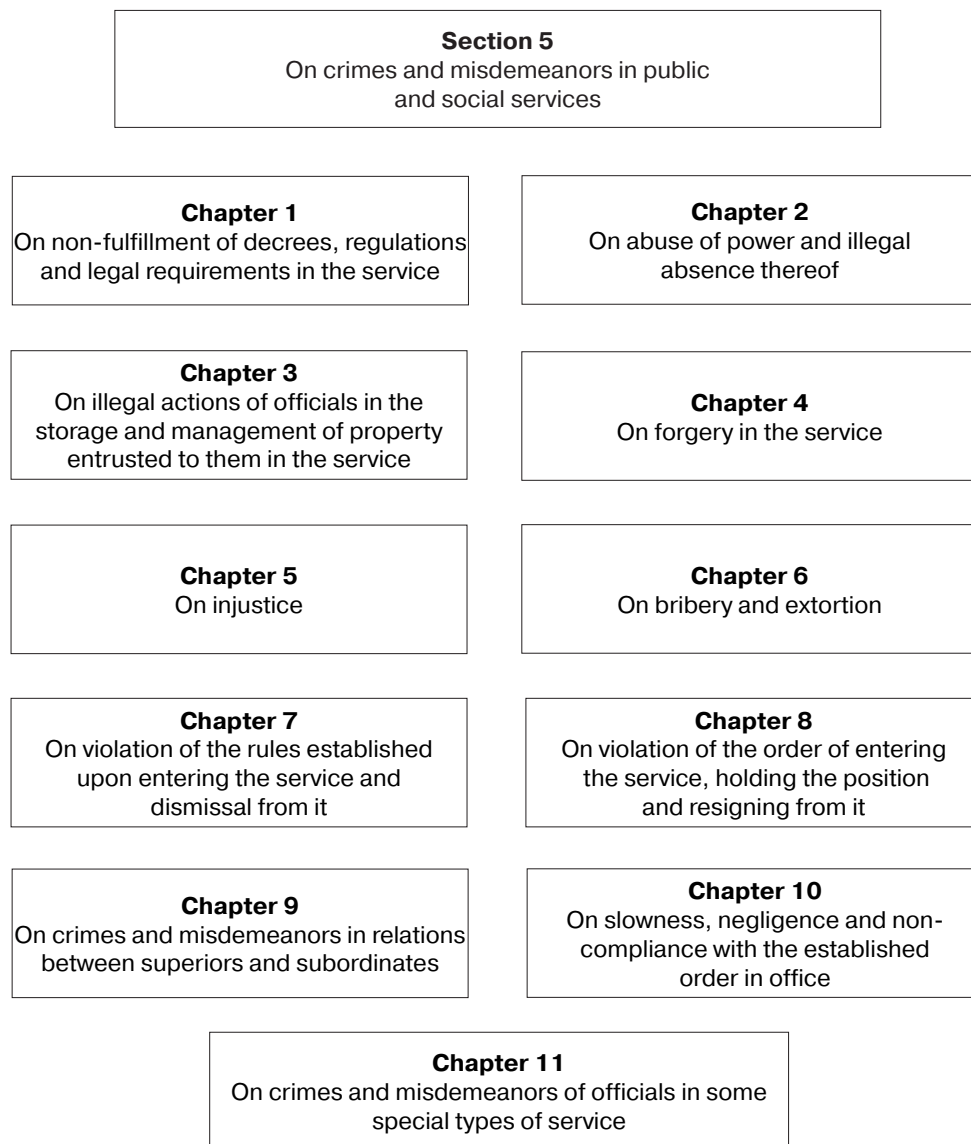 Section 5
On crimes and misdemeanors in public
and social services
Chapter 1
On non-fulfillment of decrees, regulations
and legal requirements in the service
Chapter 2
On abuse of power and illegal
absence thereof
Chapter 3
On illegal actions of officials in the
storage and management of property
entrusted to them in the service
Chapter 4
On forgery in the service
Chapter 5
On injustice
Chapter 6
On bribery and extortion
Chapter 7
On violation of the rules established
upon entering the service and
dismissal from it
Chapter 8
On violation of the order of entering
the service, holding the position
and resigning from it
Chapter 9
On crimes and misdemeanors in relations
between superiors and subordinates
Chapter 10
On slowness, negligence and non-
compliance with the established
order in office
Chapter 11
On crimes and misdemeanors of officials in some
special types of service